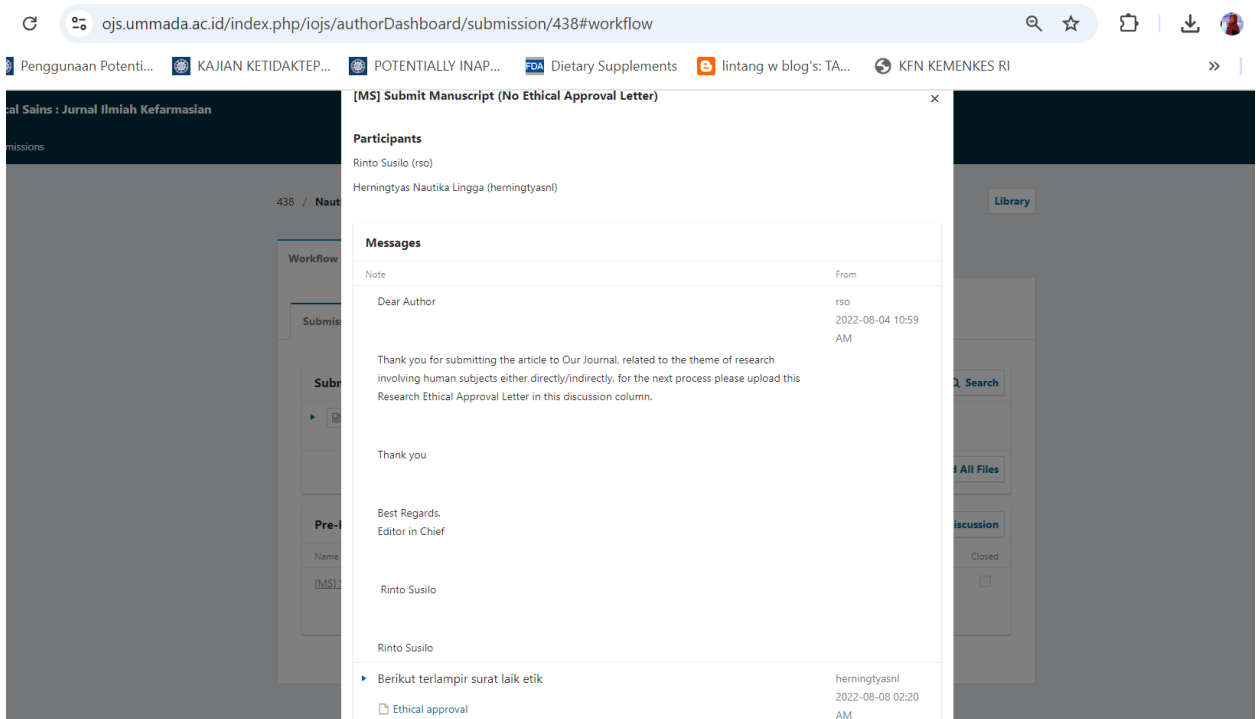 ojs.ummada.ac.id/index.php/iojs/authorDashboard/submission/438#workflow
Penggunaan Potenti...
KAJIAN KETIDAKTEP...
POTENTIALLY INAP...
FDA
Dietary Supplements
lintang w blog's: TA...
KFN KEMENKES RI
»
cal Sains : Jurnal Ilmiah Kefarmasian
missions
[MS] Submit Manuscript (No Ethical Approval Letter)
×
Participants
Rinto Susilo (rso)
Herningtyas Nautika Lingga (herningtyasnl)
438 / Naut
Library
Workflow
Submis
Messages
Note
From
Dear Author
rso
2022-08-04 10:59
AM
Thank you for submitting the article to Our Journal, related to the theme of research
involving human subjects either directly/indirectly, for the next process please upload this
Research Ethical Approval Letter in this discussion column.
Subr
Search
Thank you
d All Files
Best Regards,
Editor in Chief
Pre-
iscussion
Name
Closed
[MS]
Rinto Susilo
Rinto Susilo
Berikut terlampir surat laik etik
herningtyasnl
2022-08-08 02:20
AM
Ethical approval